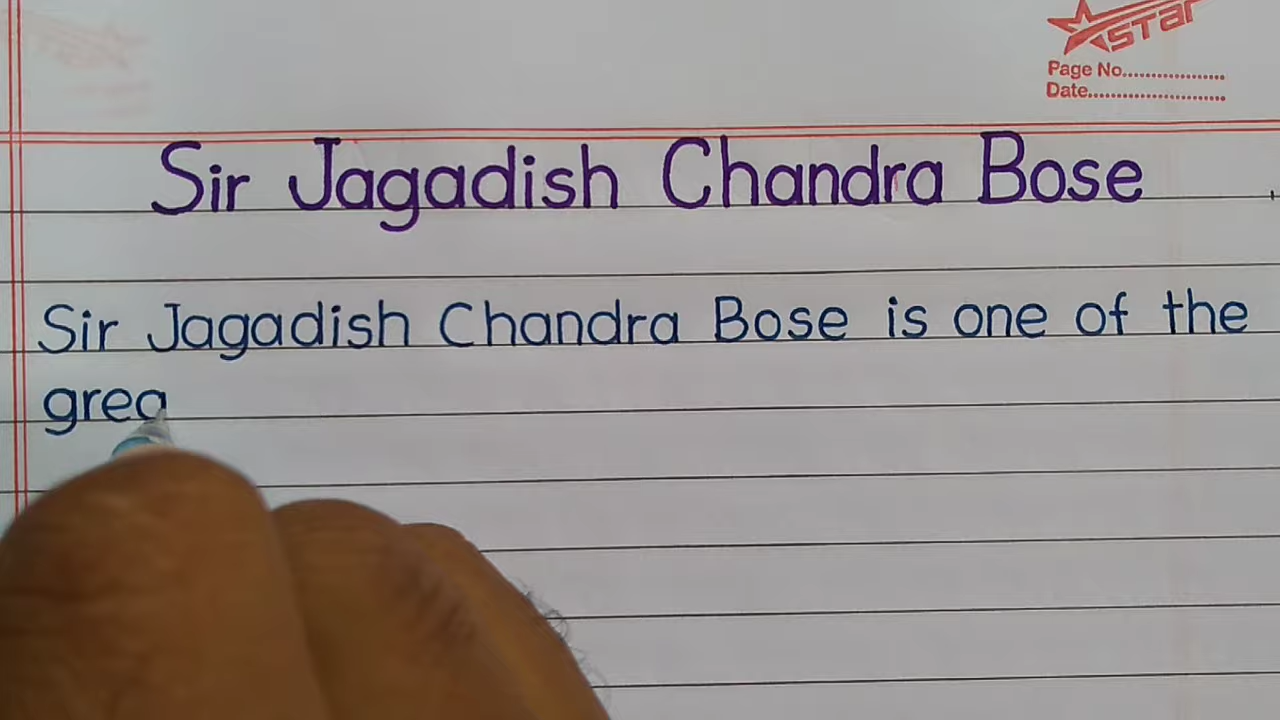 STAR
Page No.....................
Date..........................
Sir Jagadish Chandra Bose
Sir Jagadish Chandra Bose is one of the
grea